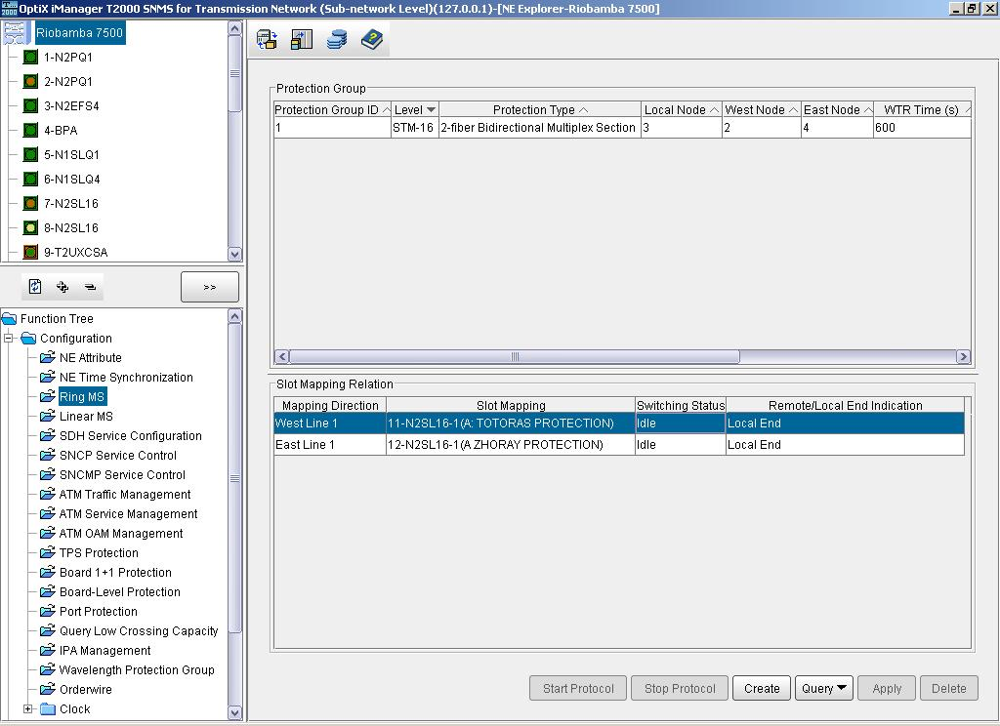 OptiX iManager T2000 SNMS for Transmission Network (Sub-network Level)(127.0.0.1)-[NE Explorer-Riobamba 7500]
Riobamba 7500
1-N2PQ1
2-N2PQ1
3-N2EFS4
4-BPA
5-N1SLQ1
6-N1SLQ4
7-N2SL16
8-N2SL16
9-T2UXCSA
>>
Function Tree
Configuration
NE Attribute
NE Time Synchronization
Ring MS
Linear MS
SDH Service Configuration
SNCP Service Control
SNCMP Service Control
ATM Traffic Management
ATM Service Management
ATM OAM Management
TPS Protection
Board 1+1 Protection
Board-Level Protection
Port Protection
Query Low Crossing Capacity
IPA Management
Wavelength Protection Group
Orderwire
Clock
Protection Group
Protection Group ID Level Protection Type Local Node West Node East Node WTR Time (s)
1 STM-16 2-fiber Bidirectional Multiplex Section 3 2 4 600
Slot Mapping Relation
Mapping Direction Slot Mapping Switching Status Remote/Local End Indication
West Line 1 11-N2SL16-1(A: TOTORAS PROTECTION) Idle Local End
East Line 1 12-N2SL16-1(A ZHORAY PROTECTION) Idle Local End
Start Protocol Stop Protocol Create Query Apply Delete